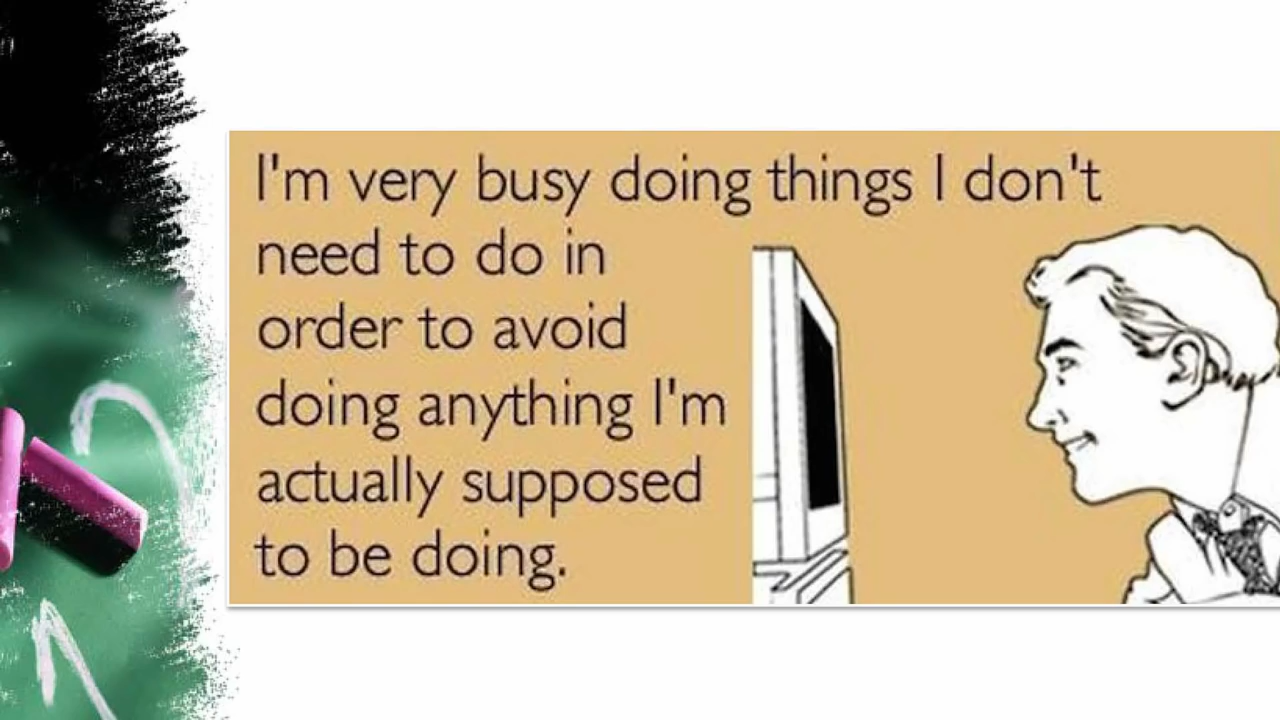 I'm very busy doing things I don't
need to do in
order to avoid
doing anything I'm
actually supposed
to be doing.